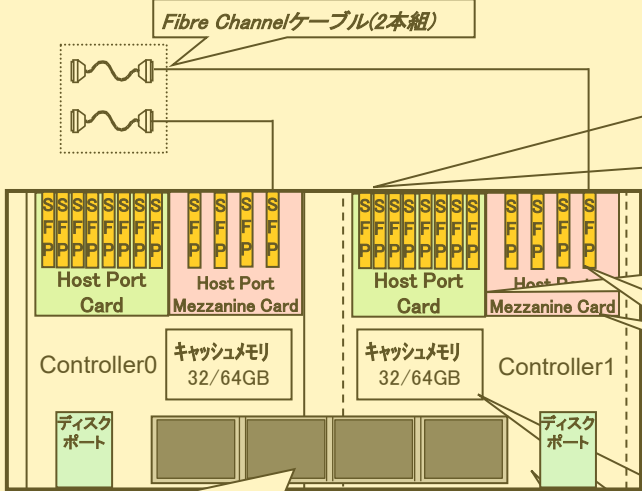 Fibre Channelケーブル(2本組)
SFP SFP SFP SFP SFP SFP SFP SFP
SFP SFP SFP SFP
SFP SFP SFP SFP SFP SFP SFP SFP
SFP SFP SFP SFP
Host Port
Card
Host Port
Mezzanine Card
Host Port
Card
Host Port
Mezzanine Card
Controller0
キャッシュメモリ
32/64GB
キャッシュメモリ
32/64GB
Controller1
ディスク
ポート
ディスク
ポート